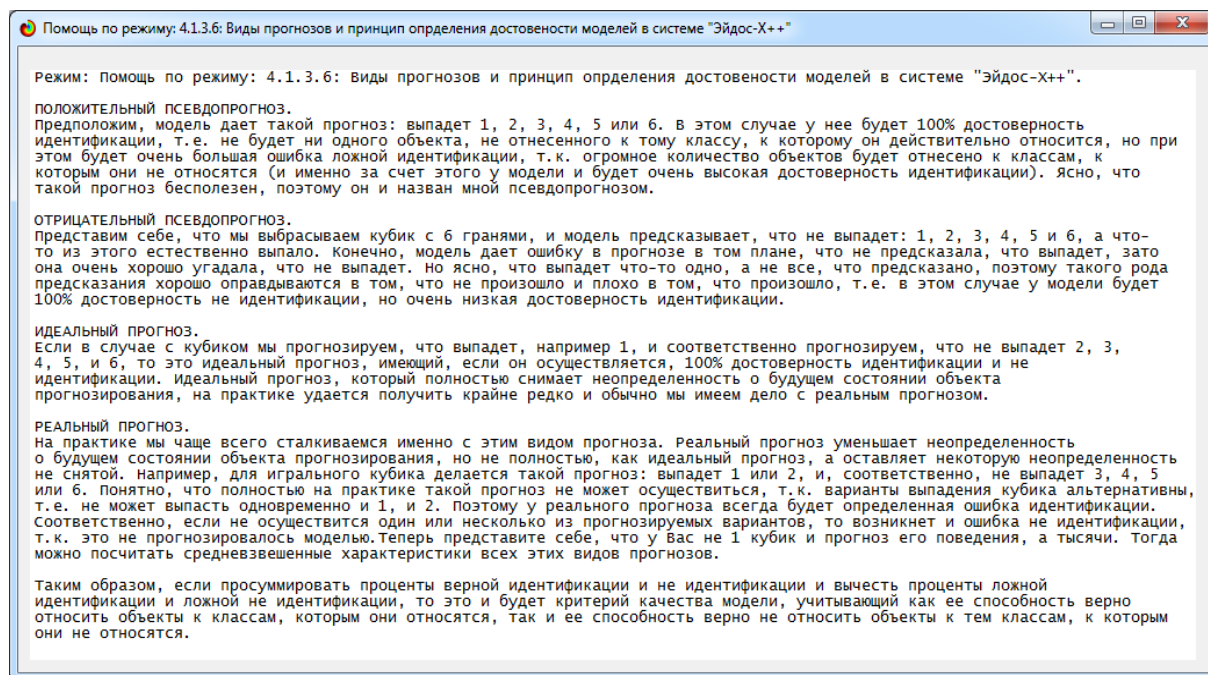 Помощь по режиму: 4.1.3.6: Виды прогнозов и принцип опрделения достовености моделей в системе "Эйдос-X++"
Режим: Помощь по режиму: 4.1.3.6: Виды прогнозов и принцип опрделения достовености моделей в системе "Эйдос-X++".
ПОЛОЖИТЕЛЬНЫЙ ПСЕВДОПРОГНОЗ.
Предположим, модель дает такой прогноз: выпадет 1, 2, 3, 4, 5 или 6. В этом случае у нее будет 100% достоверность
идентификации, т.е. не будет ни одного объекта, не отнесенного к тому классу, к которому он действительно относится, но при
этом будет очень большая ошибка ложной идентификации, т.к. огромное количество объектов будет отнесено к классам, к
которым они не относятся (и именно за счет этого у модели и будет очень высокая достоверность идентификации). Ясно, что
такой прогноз бесполезен, поэтому он и назван мной псевдопрогнозом.
ОТРИЦАТЕЛЬНЫЙ ПСЕВДОПРОГНОЗ.
Представим себе, что мы выбрасываем кубик с 6 гранями, и модель предсказывает, что не выпадет: 1, 2, 3, 4, 5 и 6, а что-
то из этого естественно выпало. Конечно, модель дает ошибку в прогнозе в том плане, что не предсказала, что выпадет, зато
она очень хорошо угадала, что не выпадет. Но ясно, что выпадет что-то одно, а не все, что предсказано, поэтому такого рода
предсказания хорошо оправдываются в том, что не произошло и плохо в том, что произошло, т.е. в этом случае у модели будет
100% достоверность не идентификации, но очень низкая достоверность идентификации.
ИДЕАЛЬНЫЙ ПРОГНОЗ.
Если в случае с кубиком мы прогнозируем, что выпадет, например 1, и соответственно прогнозируем, что не выпадет 2, 3,
4, 5, и 6, то это идеальный прогноз, имеющий, если он осуществляется, 100% достоверность идентификации и не
идентификации. Идеальный прогноз, который полностью снимает неопределенность о будущем состоянии объекта
прогнозирования, на практике удается получить крайне редко и обычно мы имеем дело с реальным прогнозом.
РЕАЛЬНЫЙ ПРОГНОЗ.
На практике мы чаще всего сталкиваемся именно с этим видом прогноза. Реальный прогноз уменьшает неопределенность
о будущем состоянии объекта прогнозирования, но не полностью, как идеальный прогноз, а оставляет некоторую неопределенность
не снятой. Например, для игрального кубика делается такой прогноз: выпадет 1 или 2, и, соответственно, не выпадет 3, 4, 5
или 6. Понятно, что полностью на практике такой прогноз не может осуществиться, т.к. варианты выпадения кубика альтернативны,
т.е. не может выпасть одновременно и 1, и 2. Поэтому у реального прогноза всегда будет определенная ошибка идентификации.
Соответственно, если не осуществится один или несколько из прогнозируемых вариантов, то возникнет и ошибка не идентификации,
т.к. это не прогнозировалось моделью.Теперь представите себе, что у Вас не 1 кубик и прогноз его поведения, а тысячи. Тогда
можно посчитать средневзвешенные характеристики всех этих видов прогнозов.
Таким образом, если просуммировать проценты верной идентификации и не идентификации и вычесть проценты ложной
идентификации и ложной не идентификации, то это и будет критерий качества модели, учитывающий как ее способность верно
относить объекты к классам, которым они относятся, так и ее способность верно не относить объекты к тем классам, к которым
они не относятся.